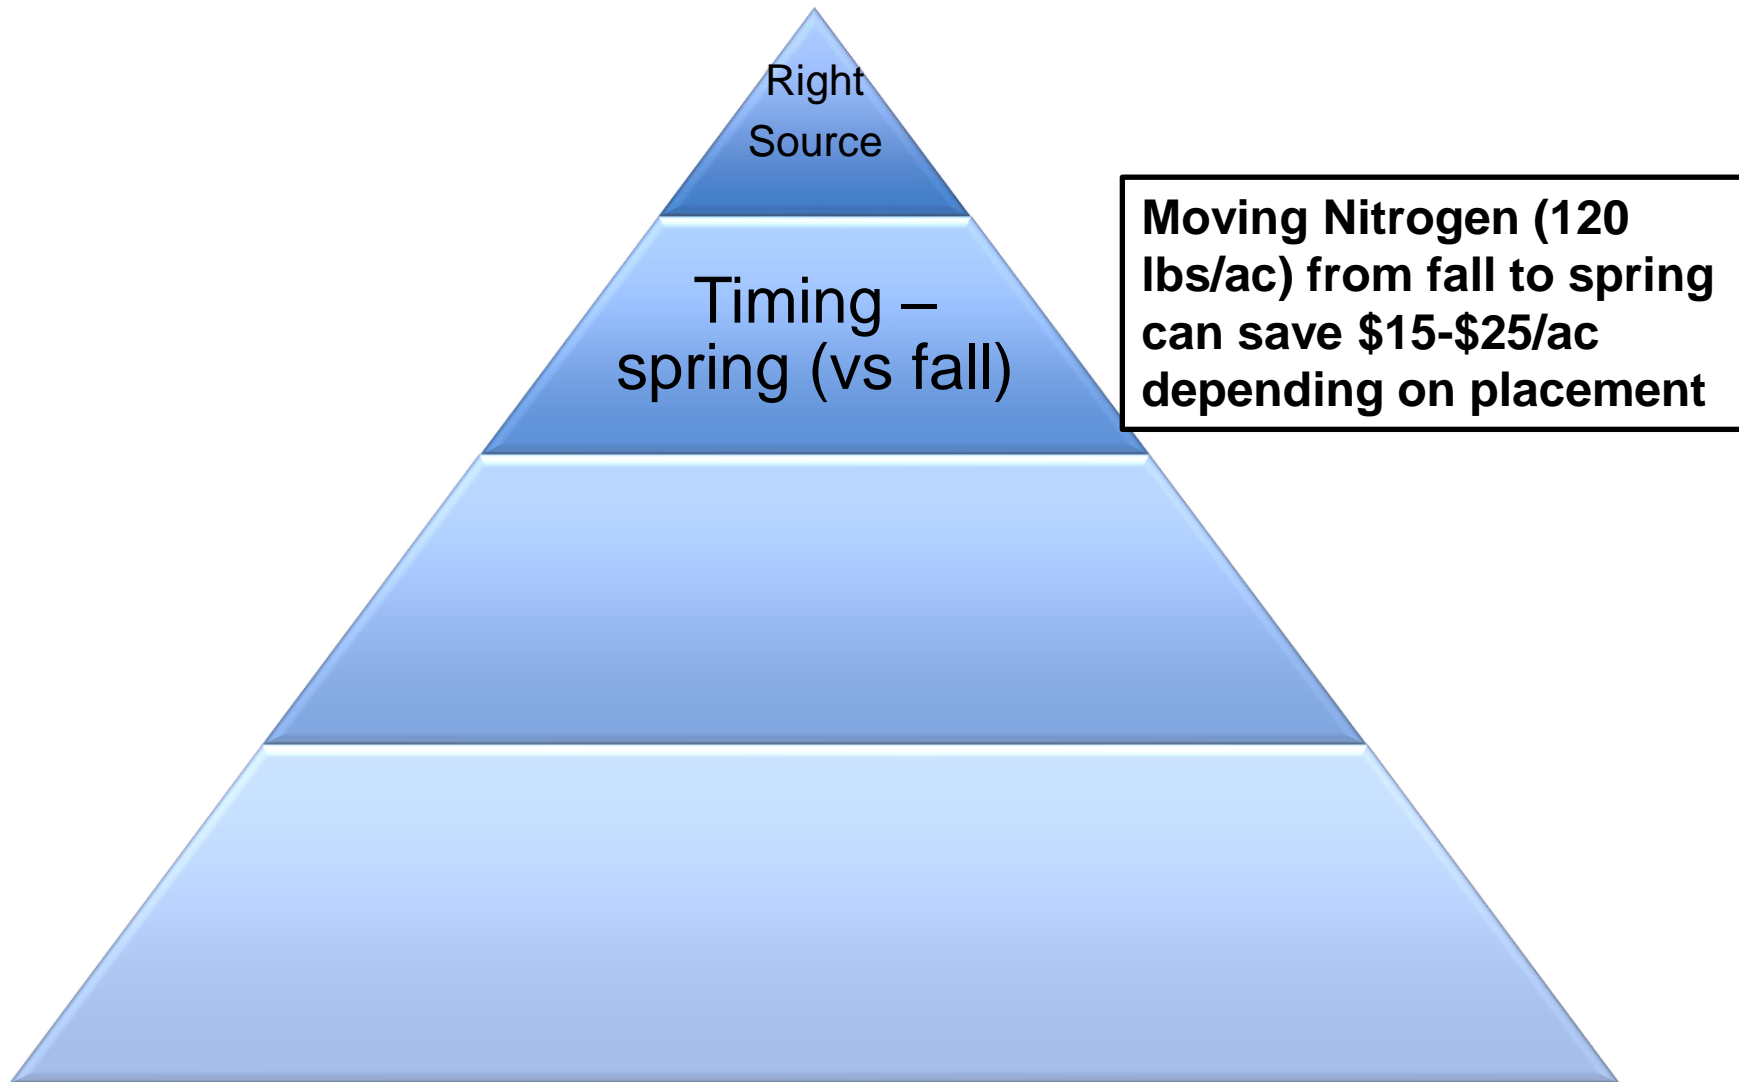 Right
Source
Timing –
spring (vs fall)
Moving Nitrogen (120
lbs/ac) from fall to spring
can save $15-$25/ac
depending on placement